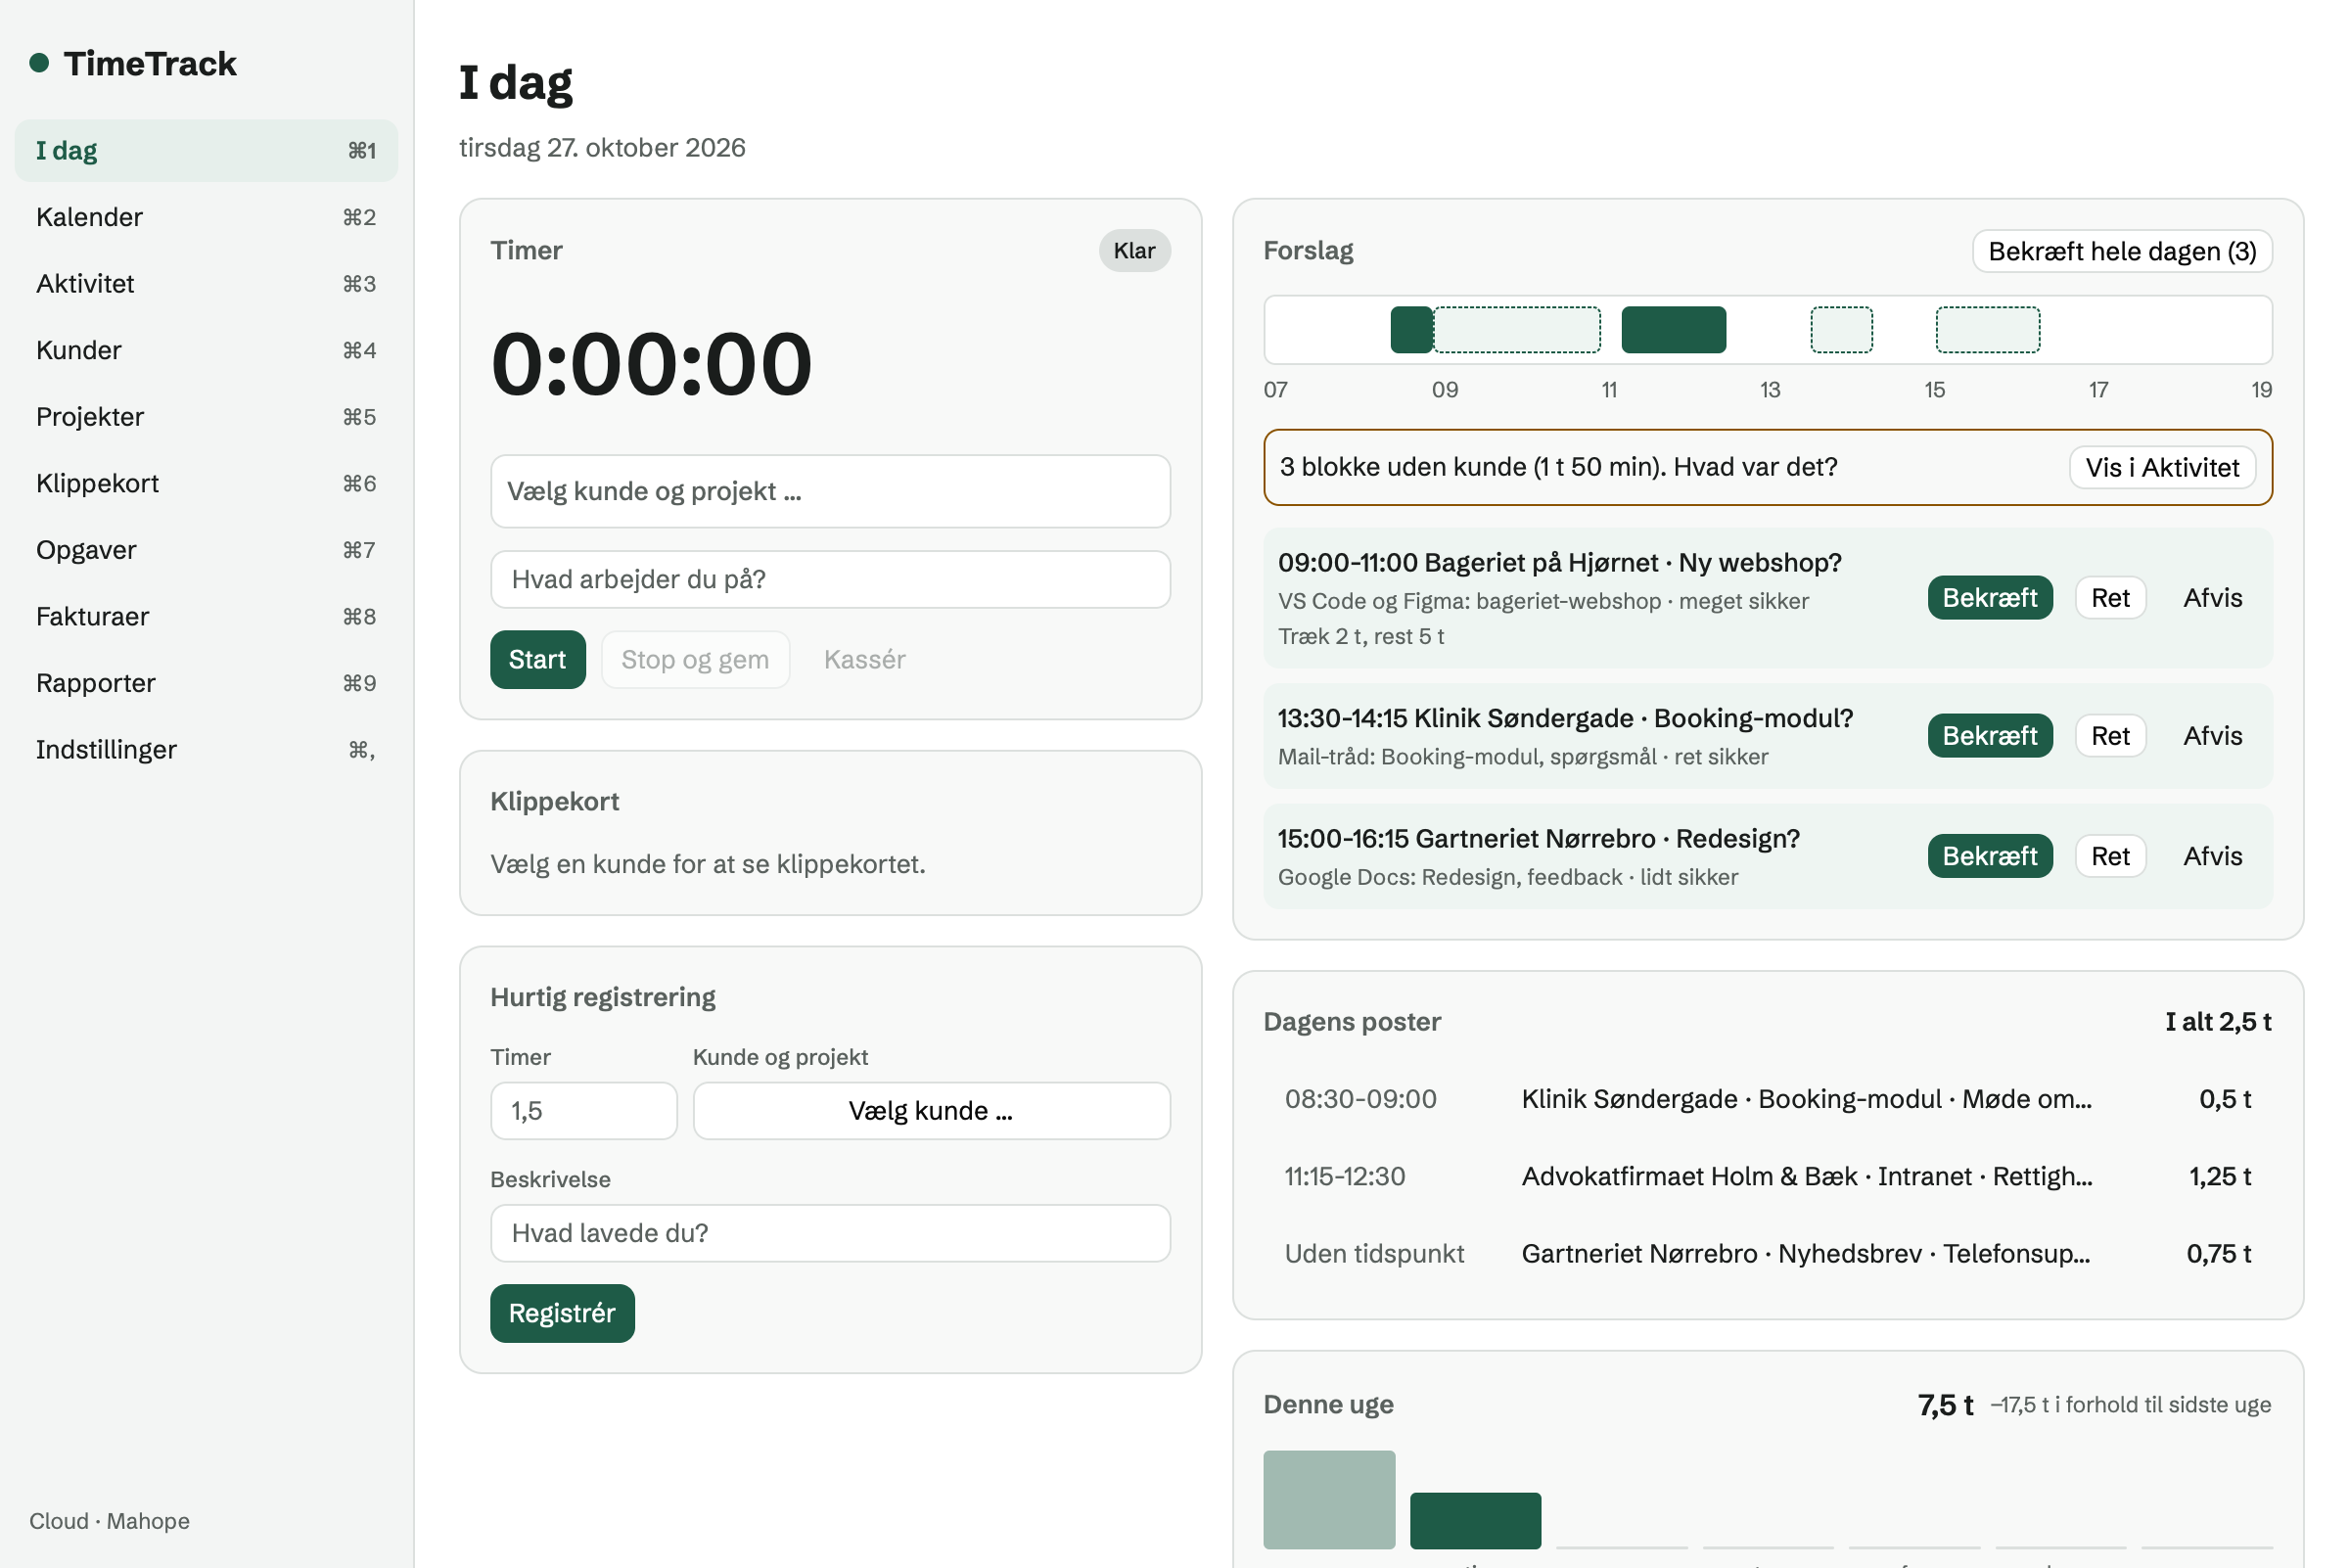 TimeTrack
I dag ⌘1
Kalender ⌘2
Aktivitet ⌘3
Kunder ⌘4
Projekter ⌘5
Klippekort ⌘6
Opgaver ⌘7
Fakturaer ⌘8
Rapporter ⌘9
Indstillinger ⌘,
Cloud · Mahope
I dag
tirsdag 27. oktober 2026
Timer Klar
0:00:00
Vælg kunde og projekt ...
Hvad arbejder du på?
Start Stop og gem Kassér
Klippekort
Vælg en kunde for at se klippekortet.
Hurtig registrering
Timer Kunde og projekt
1,5 Vælg kunde ...
Beskrivelse
Hvad lavede du?
Registrér
Forslag Bekræft hele dagen (3)
07 09 11 13 15 17 19
3 blokke uden kunde (1 t 50 min). Hvad var det? Vis i Aktivitet
09:00-11:00 Bageriet på Hjørnet · Ny webshop?
VS Code og Figma: bageriet-webshop · meget sikker
Træk 2 t, rest 5 t
Bekræft Ret Afvis
13:30-14:15 Klinik Søndergade · Booking-modul?
Mail-tråd: Booking-modul, spørgsmål · ret sikker
Bekræft Ret Afvis
15:00-16:15 Gartneriet Nørrebro · Redesign?
Google Docs: Redesign, feedback · lidt sikker
Bekræft Ret Afvis
Dagens poster I alt 2,5 t
08:30-09:00 Klinik Søndergade · Booking-modul · Møde om... 0,5 t
11:15-12:30 Advokatfirmaet Holm & Bæk · Intranet · Rettigh... 1,25 t
Uden tidspunkt Gartneriet Nørrebro · Nyhedsbrev · Telefonsup... 0,75 t
Denne uge 7,5 t −17,5 t i forhold til sidste uge